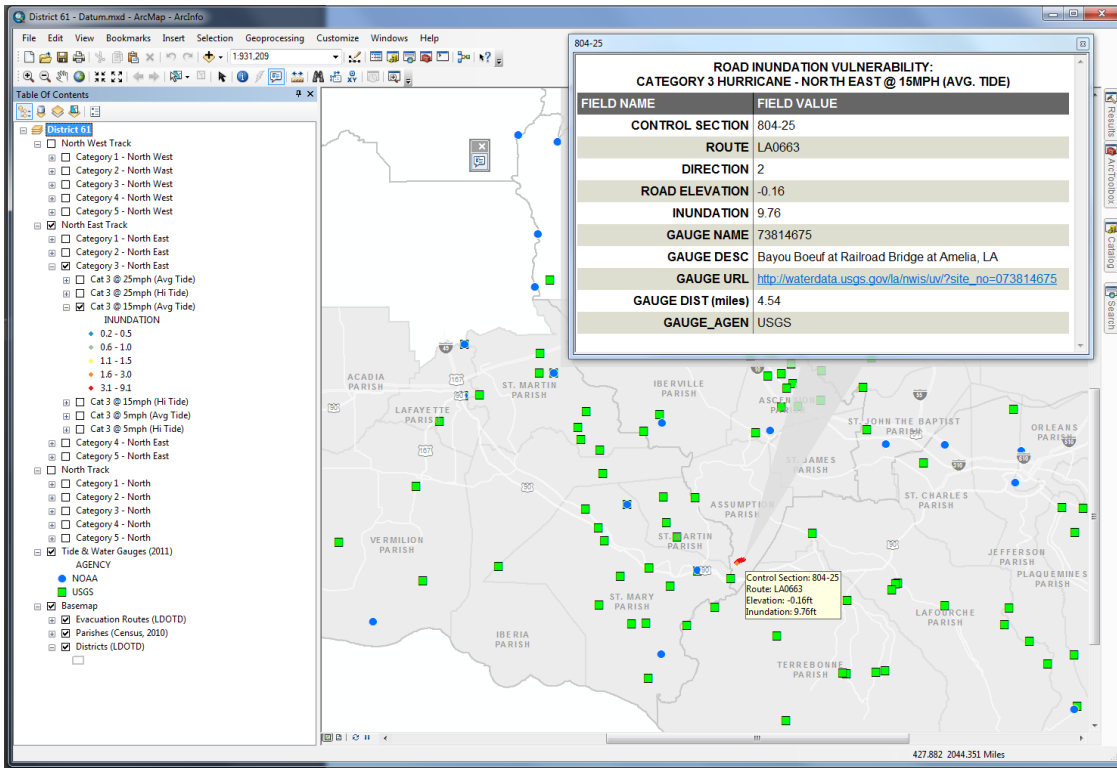 District 61 - Datum.mxd - ArcMap - ArcInfo
File Edit View Bookmarks Insert Selection Geoprocessing Customize Windows Help
1:931,209
Table Of Contents
District 61
North West Track
Category 1 - North West
Category 2 - North Wast
Category 3 - North West
Category 4 - North West
Category 5 - North West
North East Track
Category 1 - North East
Category 2 - North East
Category 3 - North East
Cat 3 @ 25mph (Avg Tide)
Cat 3 @ 25mph (Hi Tide)
Cat 3 @ 15mph (Avg Tide)
INUNDATION
0.2 - 0.5
0.6 - 1.0
1.1 - 1.5
1.6 - 3.0
3.1 - 9.1
Cat 3 @ 15mph (Hi Tide)
Cat 3 @ 5mph (Avg Tide)
Cat 3 @ 5mph (Hi Tide)
Category 4 - North East
Category 5 - North East
North Track
Category 1 - North
Category 2 - North
Category 3 - North
Category 4 - North
Category 5 - North
Tide & Water Gauges (2011)
AGENCY
NOAA
USGS
Basemap
Evacuation Routes (LDOTD)
Parishes (Census, 2010)
Districts (LDOTD)
804-25
ROAD INUNDATION VULNERABILITY:
CATEGORY 3 HURRICANE - NORTH EAST @ 15MPH (AVG. TIDE)
FIELD NAME FIELD VALUE
CONTROL SECTION 804-25
ROUTE LA0663
DIRECTION 2
ROAD ELEVATION -0.16
INUNDATION 9.76
GAUGE NAME 73814675
GAUGE DESC Bayou Boeuf at Railroad Bridge at Amelia, LA
GAUGE URL http://waterdata.usgs.gov/la/nwis/uv/?site_no=073814675
GAUGE DIST (miles) 4.54
GAUGE_AGEN USGS
Results
ArcToolbox
Catalog
Search
ACADIA
PARISH
167
ST. MARTIN
PARISH
IBERVILLE
PARISH
90
90
LAFAYETTE
PARISH
167
90
ST. JOHN THE BAPTIST
PARISH
55
ORLEANS
PARISH
510
610
310
ST. JAMES
PARISH
ST. CHARLES
PARISH
ASSUMPTION
PARISH
VERMILION
PARISH
ST. MARTIN
PARISH
90
90
JEFFERSON
PARISH
PLAQUEMINES
PARISH
Control Section: 804-25
Route: LA0663
Elevation: -0.16ft
Inundation: 9.76ft
ST. MARY
PARISH
LAFOURCHE
PARISH
IBERIA
PARISH
TERREBONNE
PARISH
427.882 2044.351 Miles